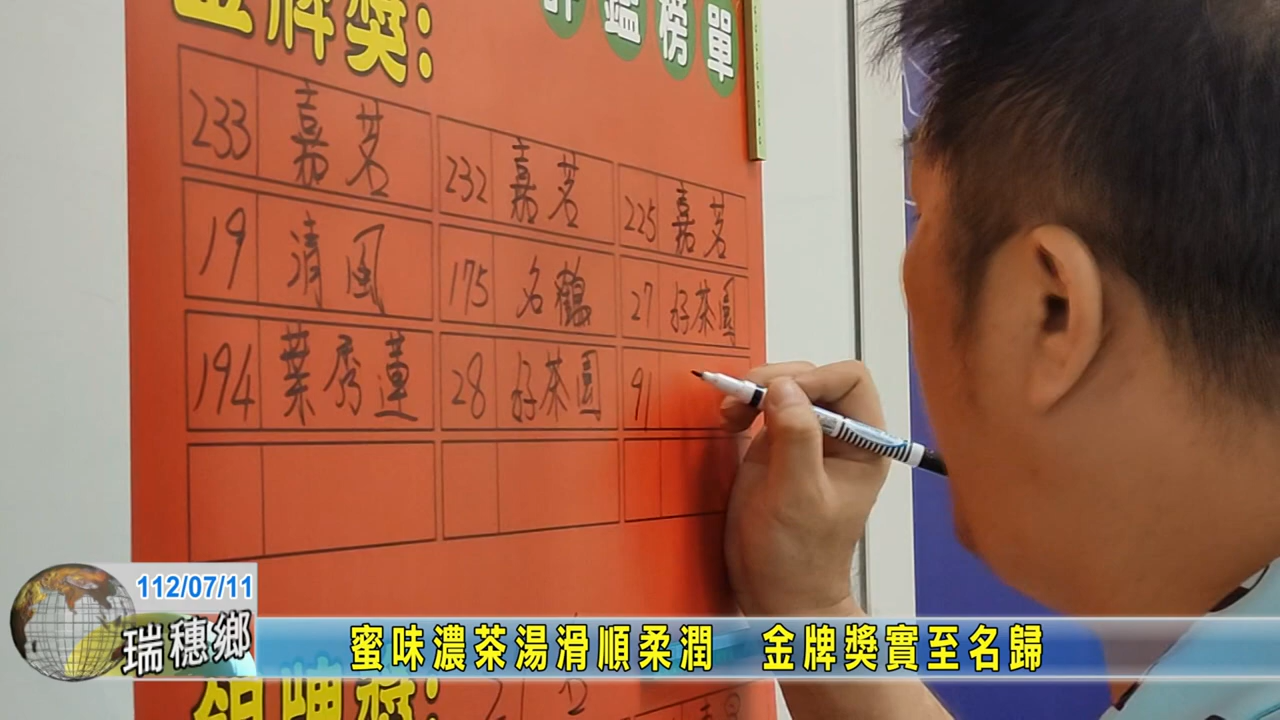 評鑑榜單
金牌獎:
233 嘉茗 232 嘉茗 225 嘉茗
19 清風 175 名鶴 27 好茶園
194 葉秀蓮 28 好茶園 91
112/07/11
瑞穗鄉
蜜味濃茶湯滑順柔潤 金牌獎實至名歸
銀牌獎: